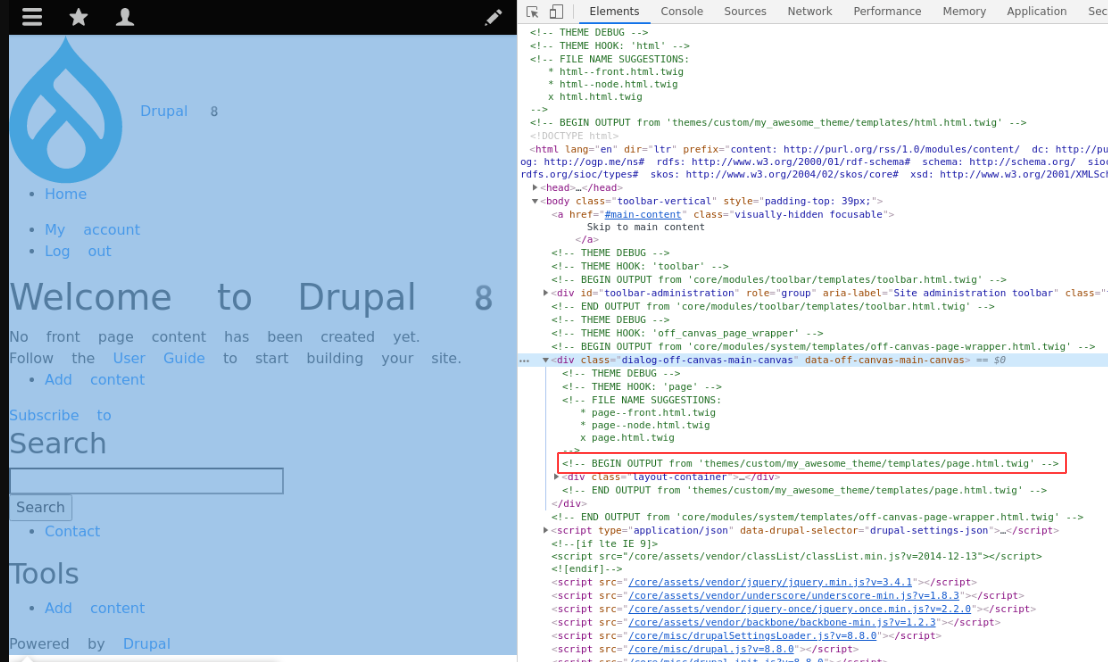 Drupal 8
Home
My account
Log out
Welcome to Drupal 8
No front page content has been created yet.
Follow the User Guide to start building your site.
Add content
Subscribe to
Search
Search
Contact
Tools
Add content
Powered by Drupal
Elements Console Sources Network Performance Memory Application Sec
<!-- THEME DEBUG -->
<!-- THEME HOOK: 'html' -->
<!-- FILE NAME SUGGESTIONS:
* html--front.html.twig
* html--node.html.twig
x html.html.twig
-->
<!-- BEGIN OUTPUT from 'themes/custom/my_awesome_theme/templates/html.html.twig' -->
<!DOCTYPE html>
<html lang="en" dir="ltr" prefix="content: http://purl.org/rss/1.0/modules/content/  dc: http://pu
og: http://ogp.me/ns#  rdfs: http://www.w3.org/2000/01/rdf-schema#  schema: http://schema.org/  sioc
rdfs.org/sioc/types#  skos: http://www.w3.org/2004/02/skos/core#  xsd: http://www.w3.org/2001/XMLSch
<head>…</head>
<body class="toolbar-vertical" style="padding-top: 39px;">
<a href="#main-content" class="visually-hidden focusable">
Skip to main content
</a>
<!-- THEME DEBUG -->
<!-- THEME HOOK: 'toolbar' -->
<!-- BEGIN OUTPUT from 'core/modules/toolbar/templates/toolbar.html.twig' -->
<div id="toolbar-administration" role="group" aria-label="Site administration toolbar" class="
<!-- END OUTPUT from 'core/modules/toolbar/templates/toolbar.html.twig' -->
<!-- THEME DEBUG -->
<!-- THEME HOOK: 'off_canvas_page_wrapper' -->
<!-- BEGIN OUTPUT from 'core/modules/system/templates/off-canvas-page-wrapper.html.twig' -->
<div class="dialog-off-canvas-main-canvas" data-off-canvas-main-canvas> == $0
<!-- THEME DEBUG -->
<!-- THEME HOOK: 'page' -->
<!-- FILE NAME SUGGESTIONS:
* page--front.html.twig
* page--node.html.twig
x page.html.twig
-->
<!-- BEGIN OUTPUT from 'themes/custom/my_awesome_theme/templates/page.html.twig' -->
<div class="layout-container">…</div>
<!-- END OUTPUT from 'themes/custom/my_awesome_theme/templates/page.html.twig' -->
</div>
<!-- END OUTPUT from 'core/modules/system/templates/off-canvas-page-wrapper.html.twig' -->
<script type="application/json" data-drupal-selector="drupal-settings-json">…</script>
<!--[if lte IE 9]>
<script src="/core/assets/vendor/classList/classList.min.js?v=2014-12-13"></script>
<![endif]-->
<script src="/core/assets/vendor/jquery/jquery.min.js?v=3.4.1"></script>
<script src="/core/assets/vendor/underscore/underscore-min.js?v=1.8.3"></script>
<script src="/core/assets/vendor/jquery-once/jquery.once.min.js?v=2.2.0"></script>
<script src="/core/assets/vendor/backbone/backbone-min.js?v=1.2.3"></script>
<script src="/core/misc/drupalSettingsLoader.js?v=8.8.0"></script>
<script src="/core/misc/drupal.js?v=8.8.0"></script>
<script src="/core/misc/drupal.init.js?v=8.8.0"></script>